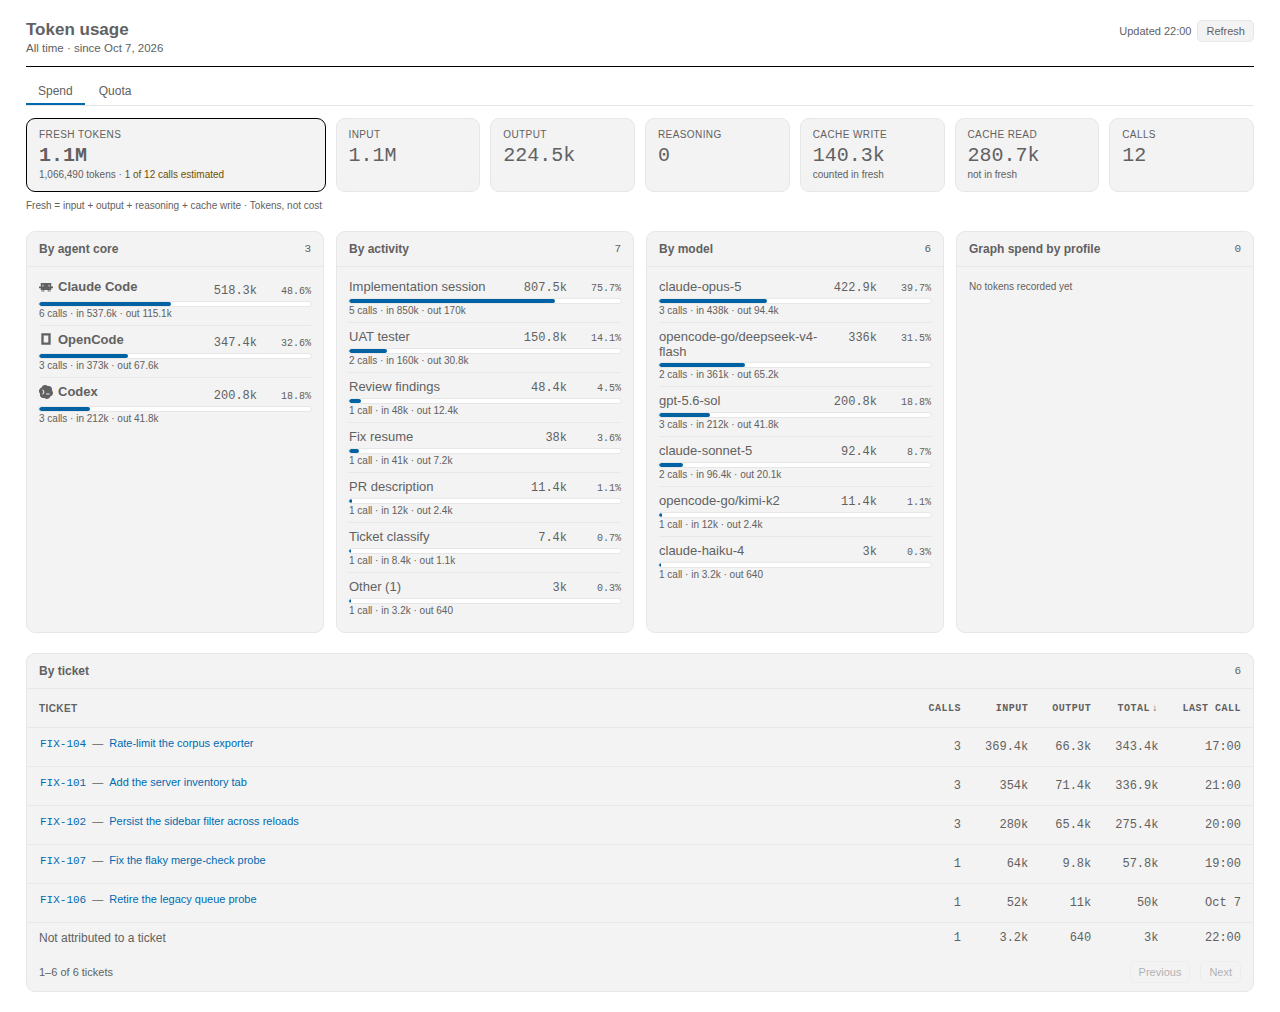 Token usage
All time · since Oct 7, 2026
Updated 22:00 Refresh
Spend Quota
FRESH TOKENS
1.1M
1,066,490 tokens · 1 of 12 calls estimated
INPUT
1.1M
OUTPUT
224.5k
REASONING
0
CACHE WRITE
140.3k
counted in fresh
CACHE READ
280.7k
not in fresh
CALLS
12
Fresh = input + output + reasoning + cache write · Tokens, not cost
By agent core 3
Claude Code 518.3k 48.6%
6 calls · in 537.6k · out 115.1k
OpenCode 347.4k 32.6%
3 calls · in 373k · out 67.6k
Codex 200.8k 18.8%
3 calls · in 212k · out 41.8k
By activity 7
Implementation session 807.5k 75.7%
5 calls · in 850k · out 170k
UAT tester 150.8k 14.1%
2 calls · in 160k · out 30.8k
Review findings 48.4k 4.5%
1 call · in 48k · out 12.4k
Fix resume 38k 3.6%
1 call · in 41k · out 7.2k
PR description 11.4k 1.1%
1 call · in 12k · out 2.4k
Ticket classify 7.4k 0.7%
1 call · in 8.4k · out 1.1k
Other (1) 3k 0.3%
1 call · in 3.2k · out 640
By model 6
claude-opus-5 422.9k 39.7%
3 calls · in 438k · out 94.4k
opencode-go/deepseek-v4-flash 336k 31.5%
2 calls · in 361k · out 65.2k
gpt-5.6-sol 200.8k 18.8%
3 calls · in 212k · out 41.8k
claude-sonnet-5 92.4k 8.7%
2 calls · in 96.4k · out 20.1k
opencode-go/kimi-k2 11.4k 1.1%
1 call · in 12k · out 2.4k
claude-haiku-4 3k 0.3%
1 call · in 3.2k · out 640
Graph spend by profile 0
No tokens recorded yet
By ticket 6
TICKET CALLS INPUT OUTPUT TOTAL ↓ LAST CALL
FIX-104 — Rate-limit the corpus exporter 3 369.4k 66.3k 343.4k 17:00
FIX-101 — Add the server inventory tab 3 354k 71.4k 336.9k 21:00
FIX-102 — Persist the sidebar filter across reloads 3 280k 65.4k 275.4k 20:00
FIX-107 — Fix the flaky merge-check probe 1 64k 9.8k 57.8k 19:00
FIX-106 — Retire the legacy queue probe 1 52k 11k 50k Oct 7
Not attributed to a ticket 1 3.2k 640 3k 22:00
1–6 of 6 tickets Previous Next